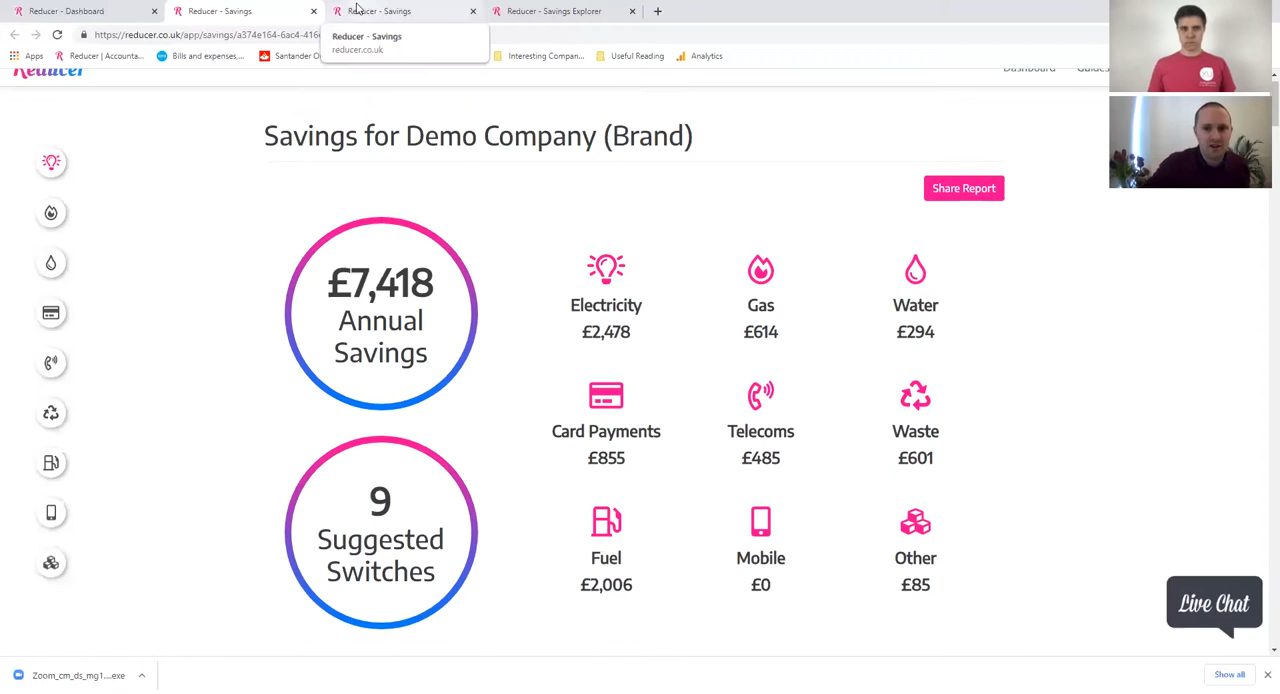 Reducer - Dashboard
Reducer - Savings
Reducer - Savings
Reducer - Savings Explorer
https://reducer.co.uk/app/savings/a374e164-6ac4-416
Reducer - Savings
reducer.co.uk
Apps
Reducer | Accounta...
Bills and expenses,...
Santander O
Interesting Compan...
Useful Reading
Analytics
Reducer
Dashboard
Guides
Savings for Demo Company (Brand)
Share Report
£7,418
Annual
Savings
Electricity
£2,478
Gas
£614
Water
£294
Card Payments
£855
Telecoms
£485
Waste
£601
9
Suggested
Switches
Fuel
£2,006
Mobile
£0
Other
£85
Live Chat
Zoom_cm_ds_mg1....exe
Show all